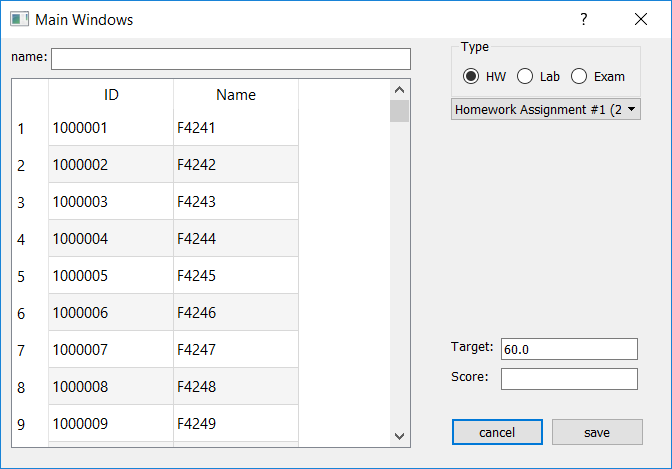 Main Windows ?
name:
Type
HW Lab Exam
Homework Assignment #1 (2
ID Name
1 1000001 F4241
2 1000002 F4242
3 1000003 F4243
4 1000004 F4244
5 1000005 F4245
6 1000006 F4246
7 1000007 F4247
8 1000008 F4248
9 1000009 F4249
Target: 60.0
Score:
cancel save